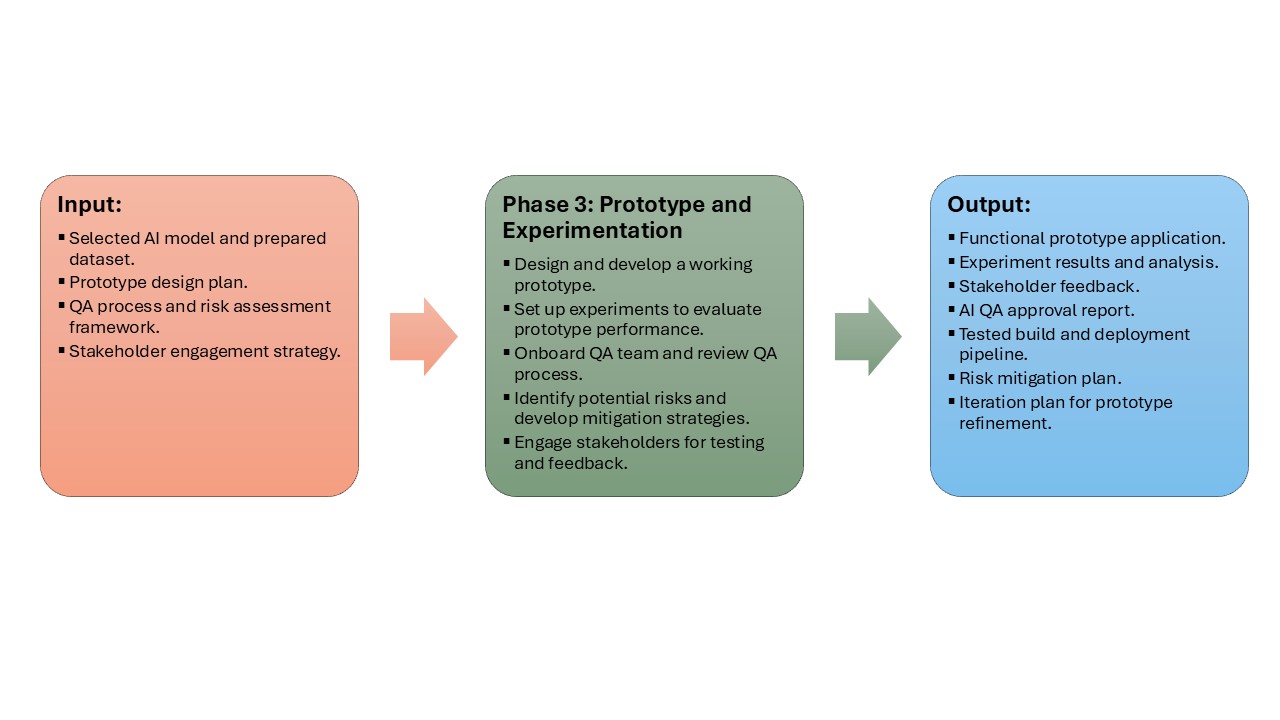 Input:
▪ Selected AI model and prepared
dataset.
▪ Prototype design plan.
▪ QA process and risk assessment
framework.
▪ Stakeholder engagement strategy.
Phase 3: Prototype and
Experimentation
▪ Design and develop a working
prototype.
▪ Set up experiments to evaluate
prototype performance.
▪ Onboard QA team and review QA
process.
▪ Identify potential risks and
develop mitigation strategies.
▪ Engage stakeholders for testing
and feedback.
Output:
▪ Functional prototype application.
▪ Experiment results and analysis.
▪ Stakeholder feedback.
▪ AI QA approval report.
▪ Tested build and deployment
pipeline.
▪ Risk mitigation plan.
▪ Iteration plan for prototype
refinement.